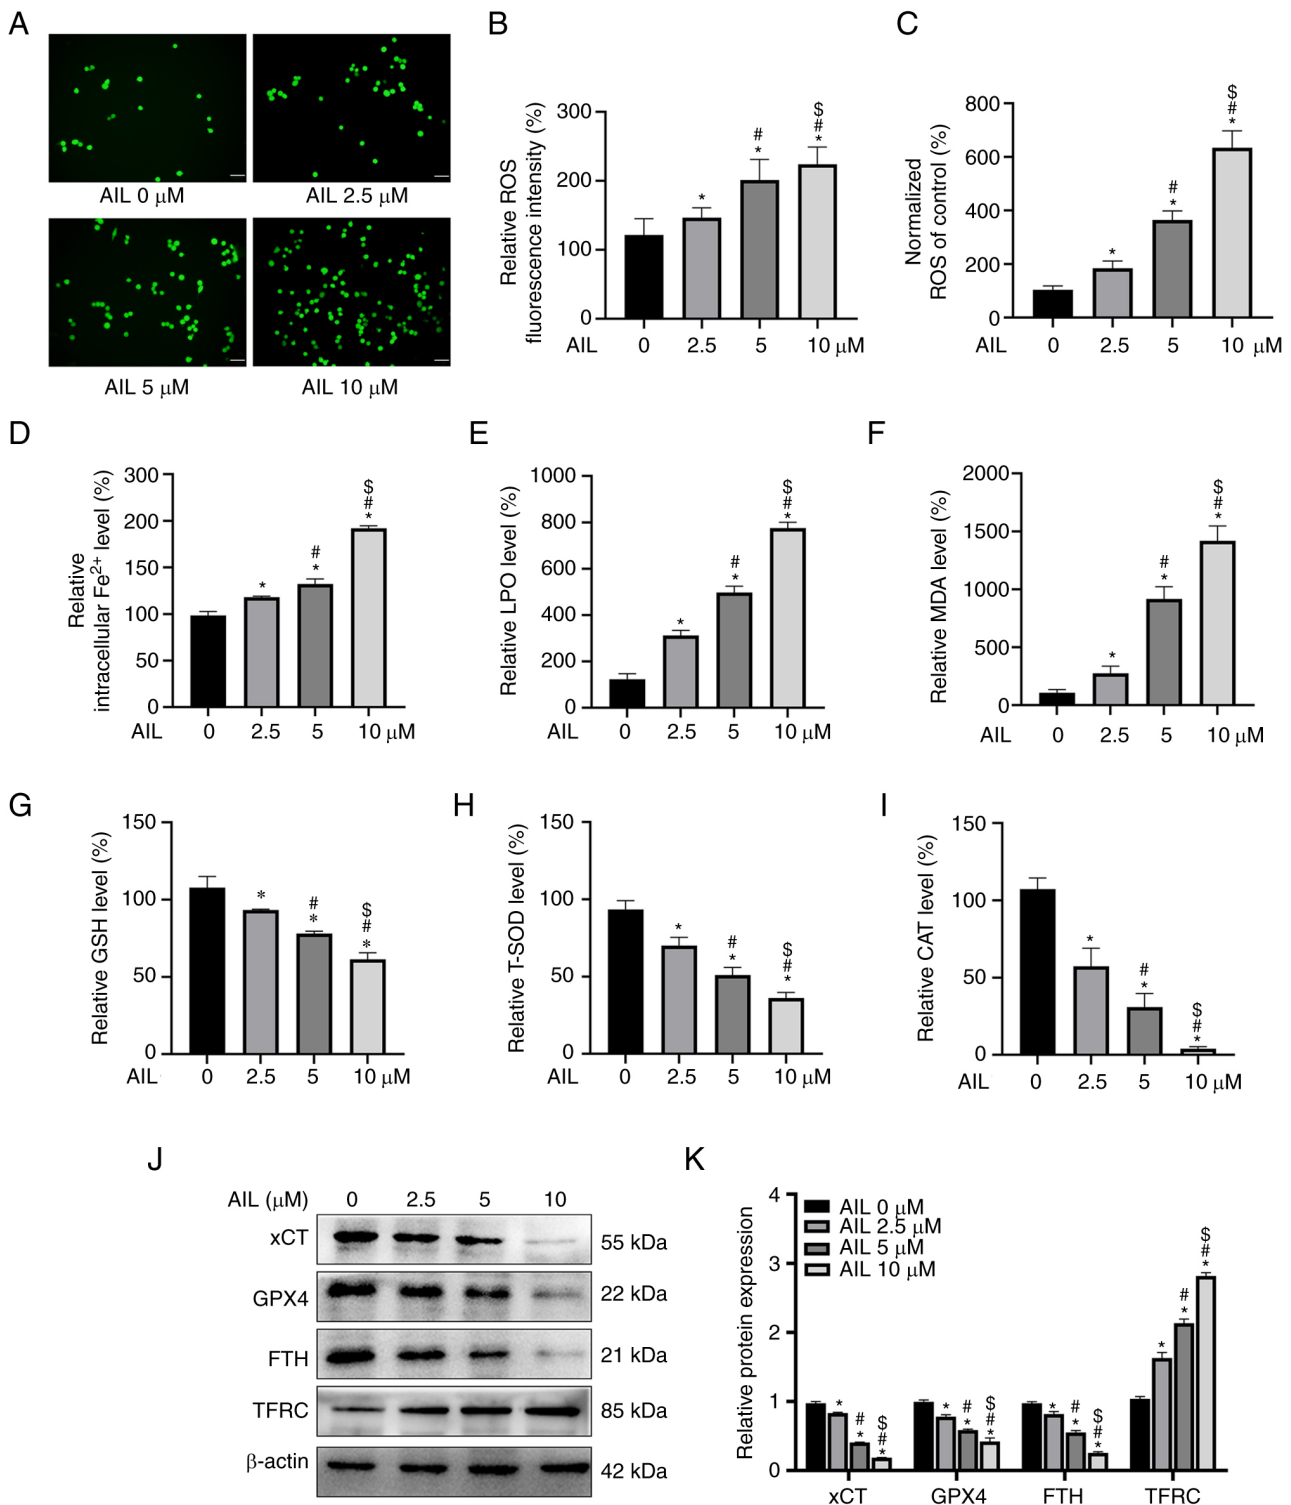 A
AIL 0 μM
AIL 2.5 μM
AIL 5 μM
AIL 10 μM
B
Relative ROS
fluorescence intensity (%)
300
200
100
0
*
#
*
$
#
*
AIL 0 2.5 5 10 μM
C
Normalized
ROS of control (%)
800
600
400
200
0
*
#
*
$
#
*
AIL 0 2.5 5 10 μM
D
Relative
intracellular Fe2+ level (%)
300
200
150
100
50
0
*
#
*
$
#
*
AIL 0 2.5 5 10 μM
E
Relative LPO level (%)
1000
800
600
400
200
0
*
#
*
$
#
*
AIL 0 2.5 5 10 μM
F
Relative MDA level (%)
2000
1500
1000
500
0
*
#
*
$
#
*
AIL 0 2.5 5 10 μM
G
Relative GSH level (%)
150
100
50
0
*
#
*
$
#
*
AIL 0 2.5 5 10 μM
H
Relative T-SOD level (%)
150
100
50
0
*
#
*
$
#
*
AIL 0 2.5 5 10 μM
I
Relative CAT level (%)
150
100
50
0
*
#
*
$
#
*
AIL 0 2.5 5 10 μM
J
AIL (μM) 0 2.5 5 10
xCT 55 kDa
GPX4 22 kDa
FTH 21 kDa
TFRC 85 kDa
β-actin 42 kDa
K
Relative protein expression
4
3
2
1
0
AIL 0 μM
AIL 2.5 μM
AIL 5 μM
AIL 10 μM
*
#
*
$
#
*
*
#
*
$
#
*
*
#
*
$
#
*
*
#
*
$
#
*
xCT GPX4 FTH TFRC